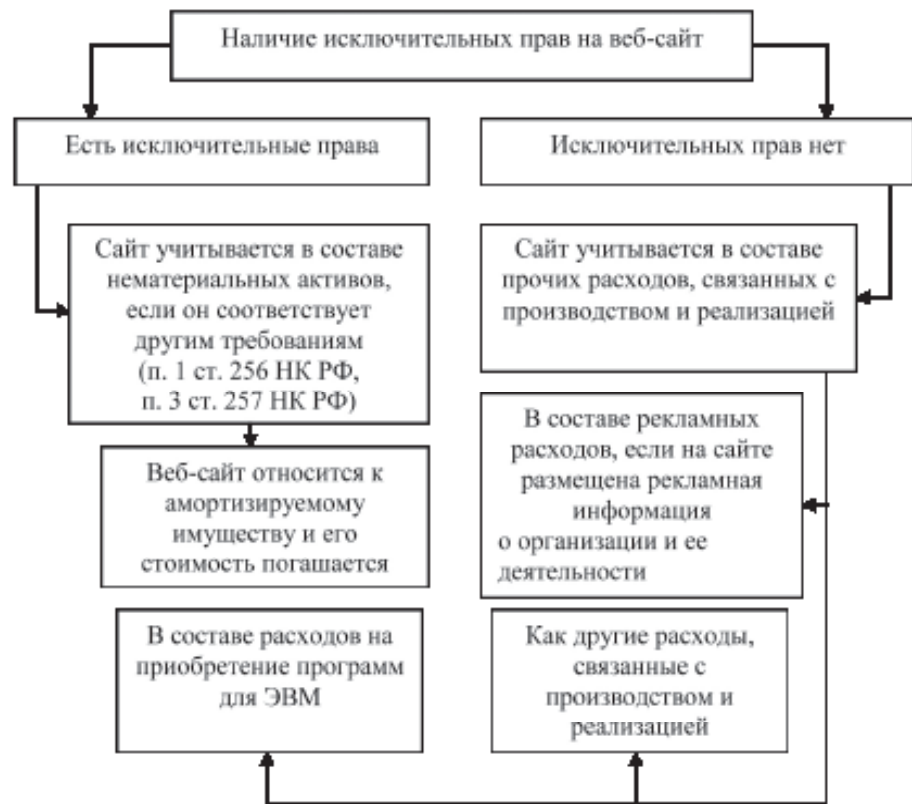 Наличие исключительных прав на веб-сайт
Есть исключительные права
Исключительных прав нет
Сайт учитывается в составе
нематериальных активов,
если он соответствует
другим требованиям
(п. 1 ст. 256 НК РФ,
п. 3 ст. 257 НК РФ)
Сайт учитывается в составе
прочих расходов, связанных с
производством и реализацией
Веб-сайт относится к
амортизируемому
имуществу и его
стоимость погашается
В составе рекламных
расходов, если на сайте
размещена рекламная
информация
о организации и ее
деятельности
В составе расходов на
приобретение программ
для ЭВМ
Как другие расходы,
связанные с
производством и
реализацией